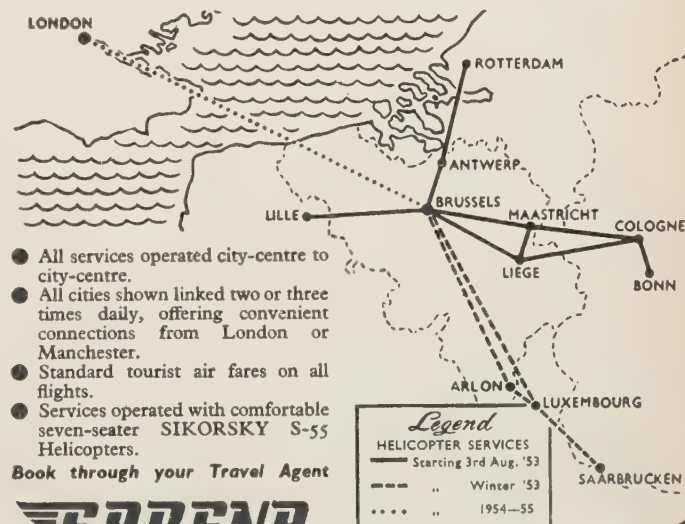 LONDON
ROTTERDAM
ANTWERP
BRUSSELS
MAASTRICHT
COLOGNE
LILLE
LIEGE
BONN
ARLON
LUXEMBOURG
SAARBRUCKEN
All services operated city-centre to
city-centre.
All cities shown linked two or three
times daily, offering convenient
connections from London or
Manchester.
Standard tourist air fares on all
flights.
Services operated with comfortable
seven-seater SIKORSKY S-55
Helicopters.
Book through your Travel Agent
Legend
HELICOPTER SERVICES
Starting 3rd Aug. '53
„ Winter '53
„ 1954—55